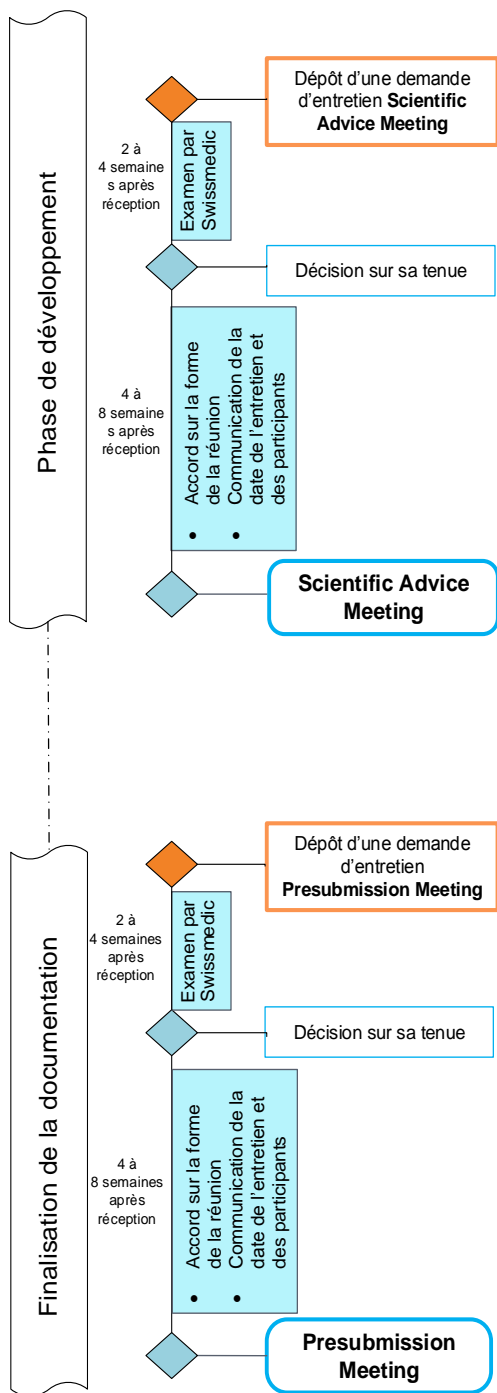 Phase de développement
Dépôt d'une demande
d'entretien Scientific
Advice Meeting
2 à
4 semaine
s après
réception
Examen par
Swissmedic
Décision sur sa tenue
4 à
8 semaine
s après
réception
• Accord sur la forme
de la réunion
• Communication de la
date de l'entretien et
des participants
Scientific Advice
Meeting
Finalisation de la documentation
Dépôt d'une demande
d'entretien
Presubmission Meeting
2 à
4 semaines
après
réception
Examen par
Swissmedic
Décision sur sa tenue
4 à
8 semaines
après
réception
• Accord sur la forme
de la réunion
• Communication de la
date de l'entretien et
des participants
Presubmission
Meeting